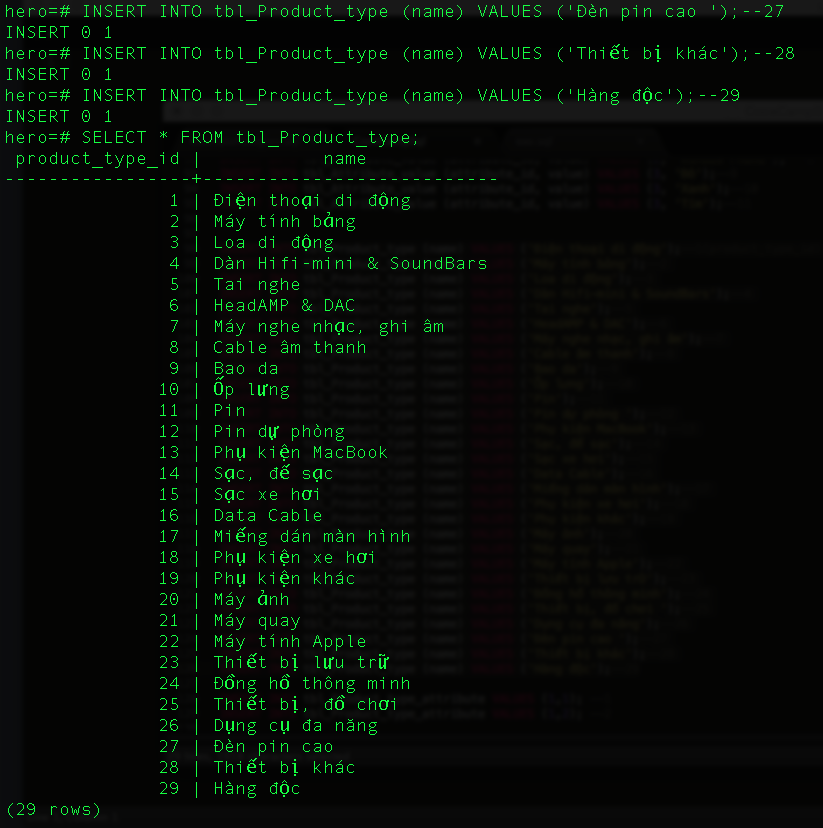 hero=# INSERT INTO tbl_Product_type (name) VALUES ('Đèn pin cao ');--27
INSERT 0 1
hero=# INSERT INTO tbl_Product_type (name) VALUES ('Thiết bị khác');--28
INSERT 0 1
hero=# INSERT INTO tbl_Product_type (name) VALUES ('Hàng độc');--29
INSERT 0 1
hero=# SELECT * FROM tbl_Product_type;
 product_type_id |           name
-----------------+---------------------------
               1 | Điện thoại di động
               2 | Máy tính bảng
               3 | Loa di động
               4 | Dàn Hifi-mini & SoundBars
               5 | Tai nghe
               6 | HeadAMP & DAC
               7 | Máy nghe nhạc, ghi âm
               8 | Cable âm thanh
               9 | Bao da
              10 | Ốp lưng
              11 | Pin
              12 | Pin dự phòng
              13 | Phụ kiện MacBook
              14 | Sạc, đế sạc
              15 | Sạc xe hơi
              16 | Data Cable
              17 | Miếng dán màn hình
              18 | Phụ kiện xe hơi
              19 | Phụ kiện khác
              20 | Máy ảnh
              21 | Máy quay
              22 | Máy tính Apple
              23 | Thiết bị lưu trữ
              24 | Đồng hồ thông minh
              25 | Thiết bị, đồ chơi
              26 | Dụng cụ đa năng
              27 | Đèn pin cao
              28 | Thiết bị khác
              29 | Hàng độc
(29 rows)